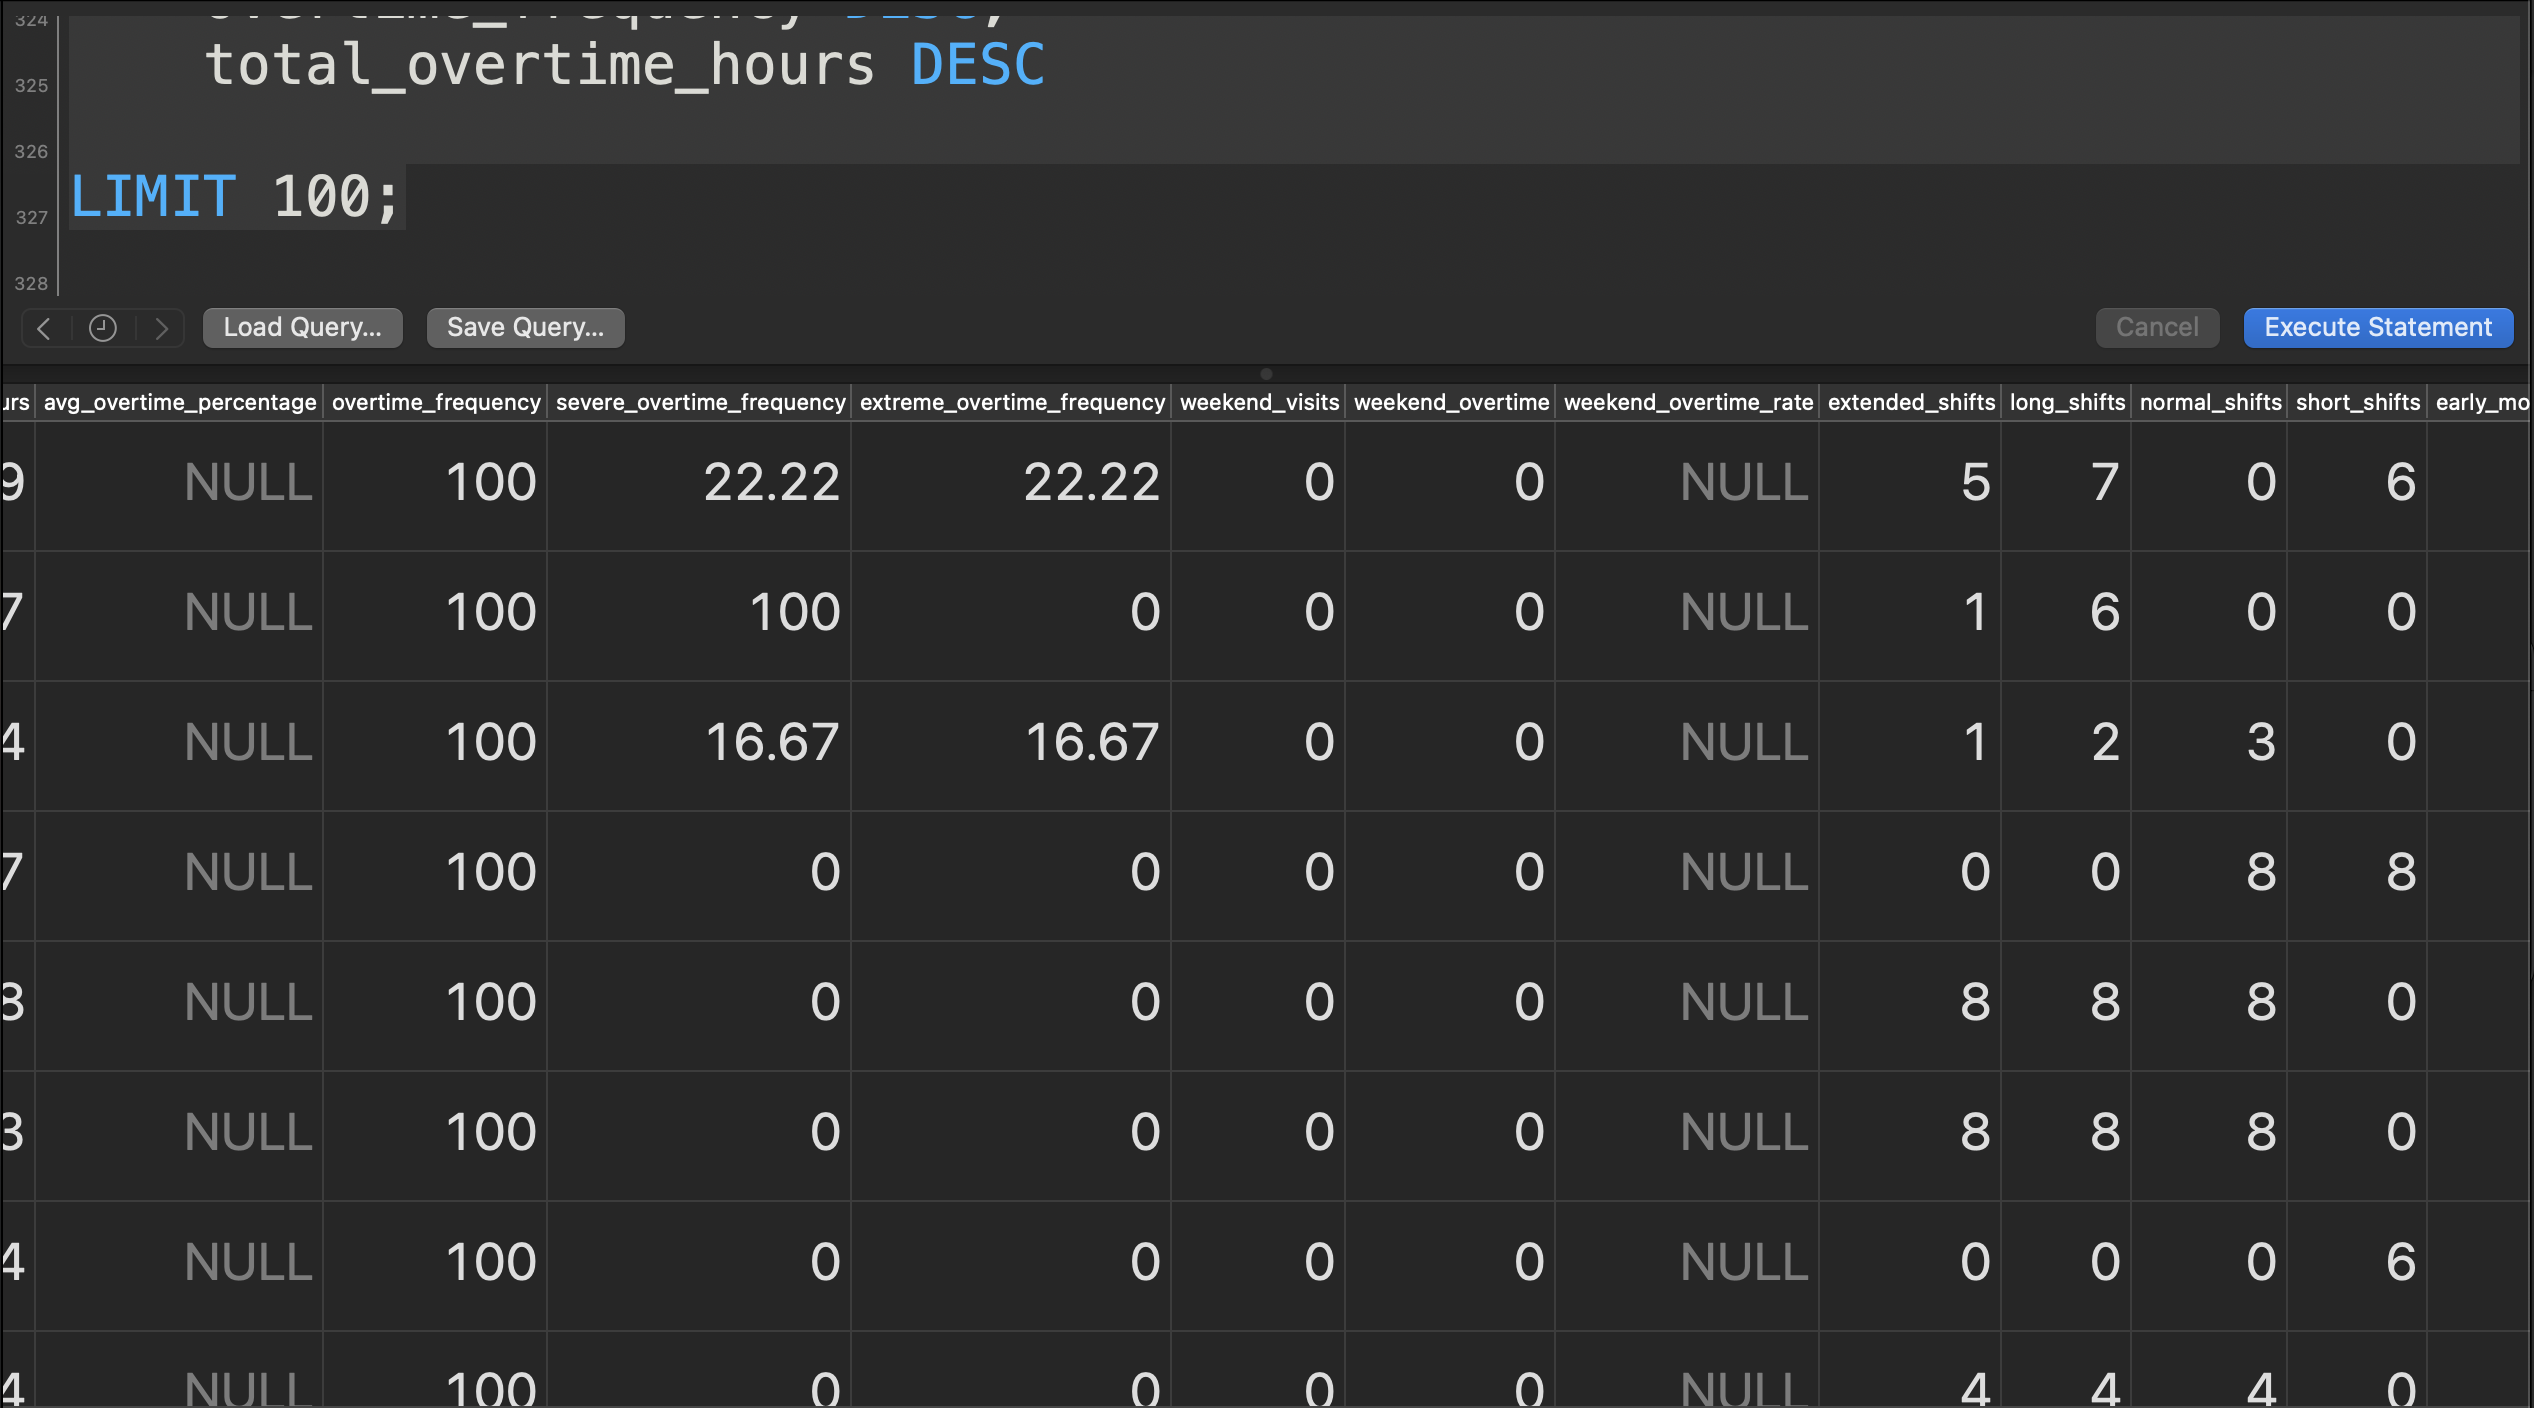 324 overtime_frequency DESC,
325 total_overtime_hours DESC
326
327 LIMIT 100;
328
Load Query... Save Query... Cancel Execute Statement
urs avg_overtime_percentage overtime_frequency severe_overtime_frequency extreme_overtime_frequency weekend_visits weekend_overtime weekend_overtime_rate extended_shifts long_shifts normal_shifts short_shifts early_mo
9 NULL 100 22.22 22.22 0 0 NULL 5 7 0 6
7 NULL 100 100 0 0 0 NULL 1 6 0 0
4 NULL 100 16.67 16.67 0 0 NULL 1 2 3 0
7 NULL 100 0 0 0 0 NULL 0 0 8 8
8 NULL 100 0 0 0 0 NULL 8 8 8 0
3 NULL 100 0 0 0 0 NULL 8 8 8 0
4 NULL 100 0 0 0 0 NULL 0 0 0 6
4 NULL 100 0 0 0 0 NULL 4 4 4 0